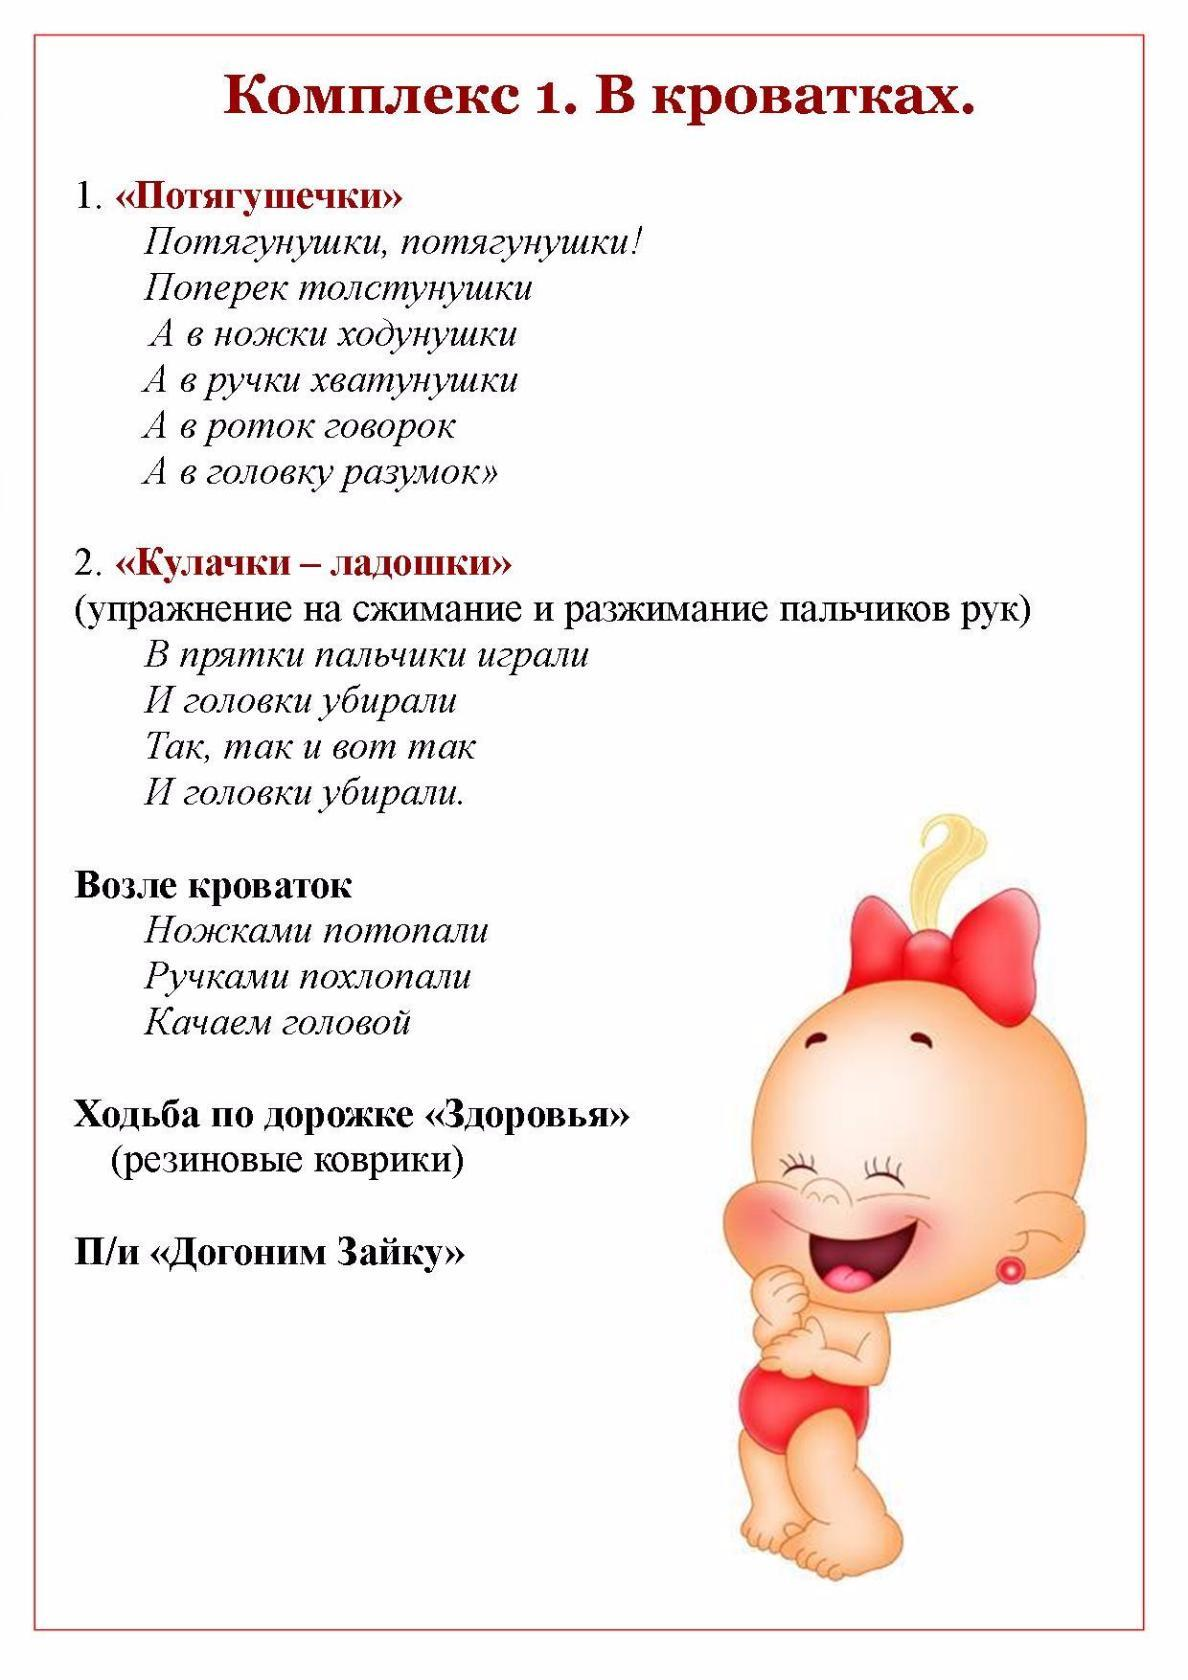 Комплекс 1. В кроватках.
1. «Потягушечки»
Потягунушки, потягунушки!
Поперек толстунушки
А в ножки ходунушки
А в ручки хватунушки
А в роток говорок
А в головку разумок»
2. «Кулачки – ладошки»
(упражнение на сжимание и разжимание пальчиков рук)
В прятки пальчики играли
И головки убирали
Так, так и вот так
И головки убирали.
Возле кроваток
Ножками потопали
Ручками похлопали
Качаем головой
Ходьба по дорожке «Здоровья»
(резиновые коврики)
П/и «Догоним Зайку»